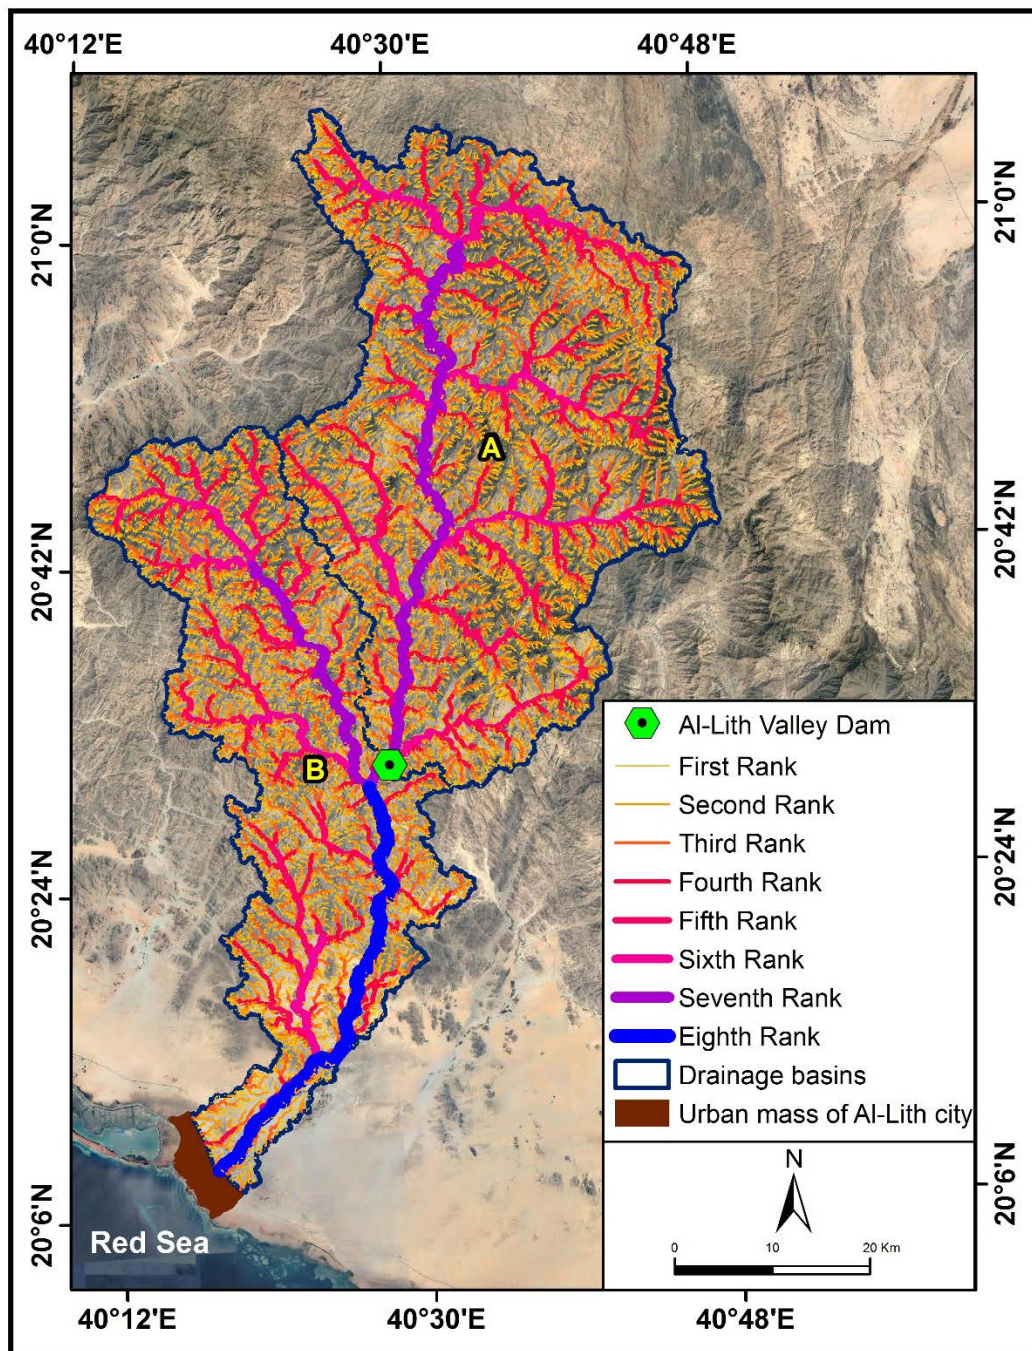 40°12'E 40°30'E 40°48'E
21°0'N
21°0'N
A
20°42'N
20°42'N
B
Al-Lith Valley Dam
First Rank
Second Rank
Third Rank
20°24'N
Fourth Rank
20°24'N
Fifth Rank
Sixth Rank
Seventh Rank
Eighth Rank
Drainage basins
Urban mass of Al-Lith city
N
20°6'N
20°6'N
Red Sea
0 10 20 Km
40°12'E 40°30'E 40°48'E